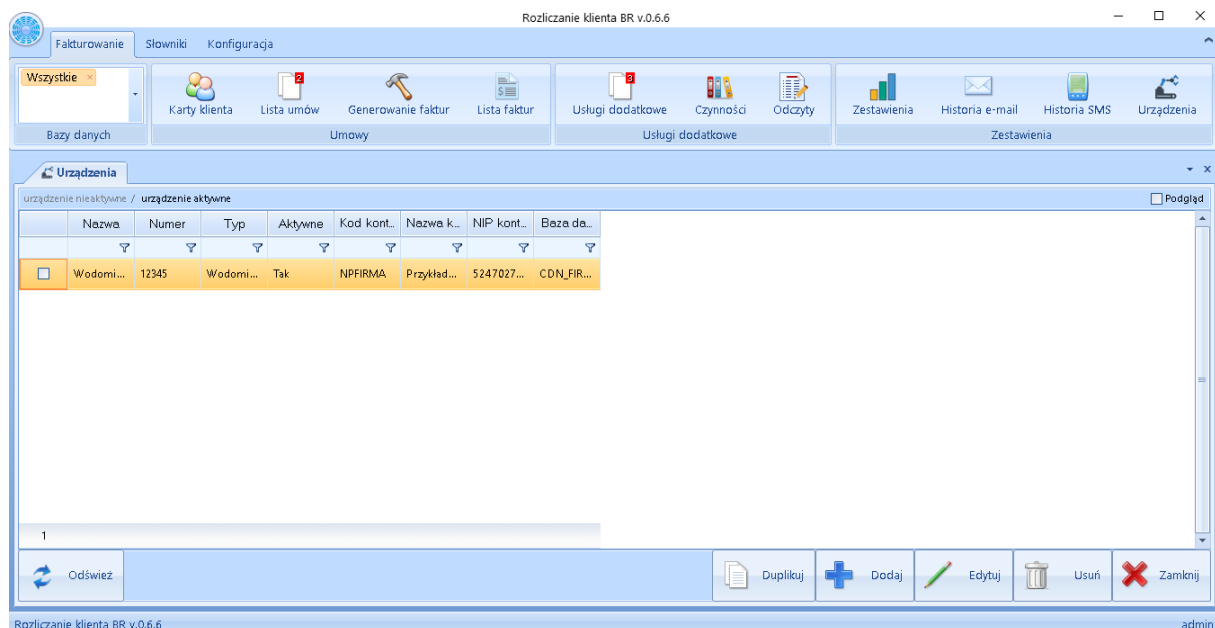 Rozliczanie klienta BR v.0.6.6
Fakturowanie Słowniki Konfiguracja
Wszystkie ×
Karty klienta
2
Lista umów
Generowanie faktur
Lista faktur
3
Usługi dodatkowe
Czynności
Odczyty
Zestawienia
Historia e-mail
Historia SMS
Urządzenia
Bazy danych
Umowy
Usługi dodatkowe
Zestawienia
Urządzenia
urządzenie nieaktywne / urządzenie aktywne
Podgląd
Nazwa Numer Typ Aktywne Kod kont... Nazwa k... NIP kont... Baza da...
Wodomi... 12345 Wodomi... Tak NPFIRMA Przykład... 5247027... CDN_FIR...
1
Odśwież
Duplikuj
Dodaj
Edytuj
Usuń
Zamknij
Rozliczanie klienta BR v.0.6.6
admin